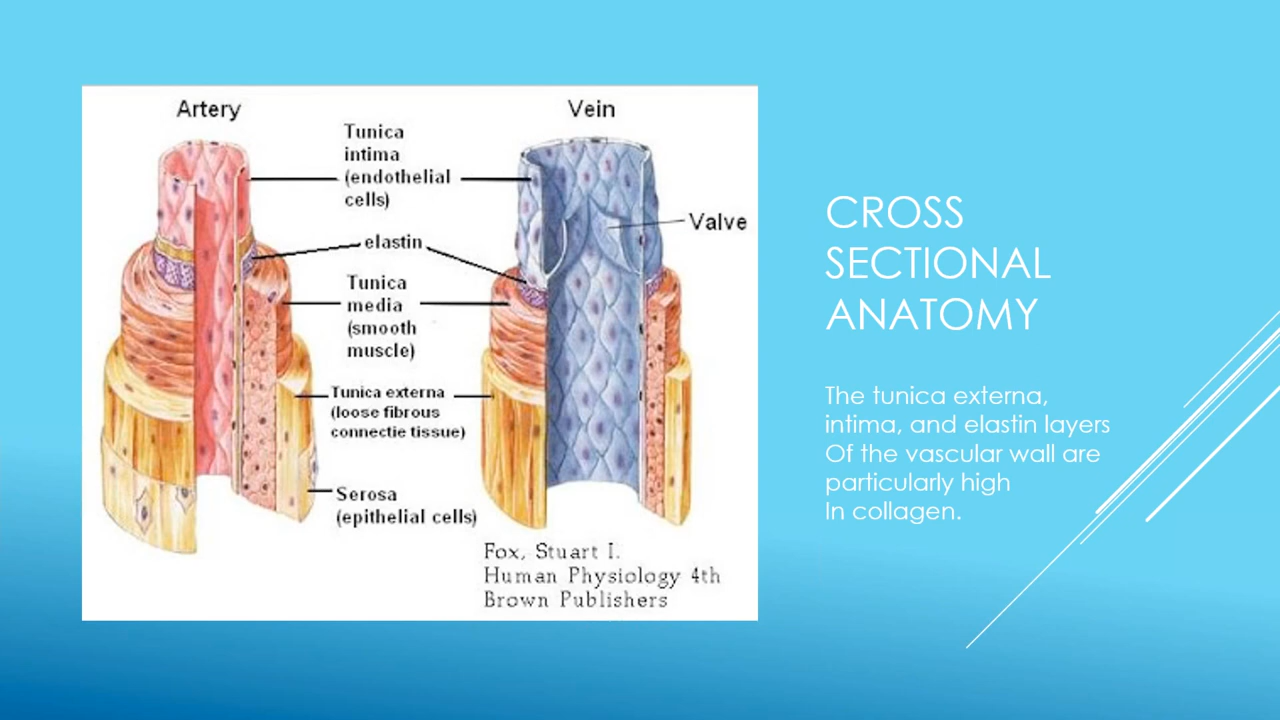 Artery
Vein
Tunica
intima
(endothelial
cells)
Valve
elastin
Tunica
media
(smooth
muscle)
Tunica externa
(loose fibrous
connectie tissue)
Serosa
(epithelial cells)
Fox, Stuart I.
Human Physiology 4th
Brown Publishers
CROSS
SECTIONAL
ANATOMY
The tunica externa,
intima, and elastin layers
Of the vascular wall are
particularly high
In collagen.